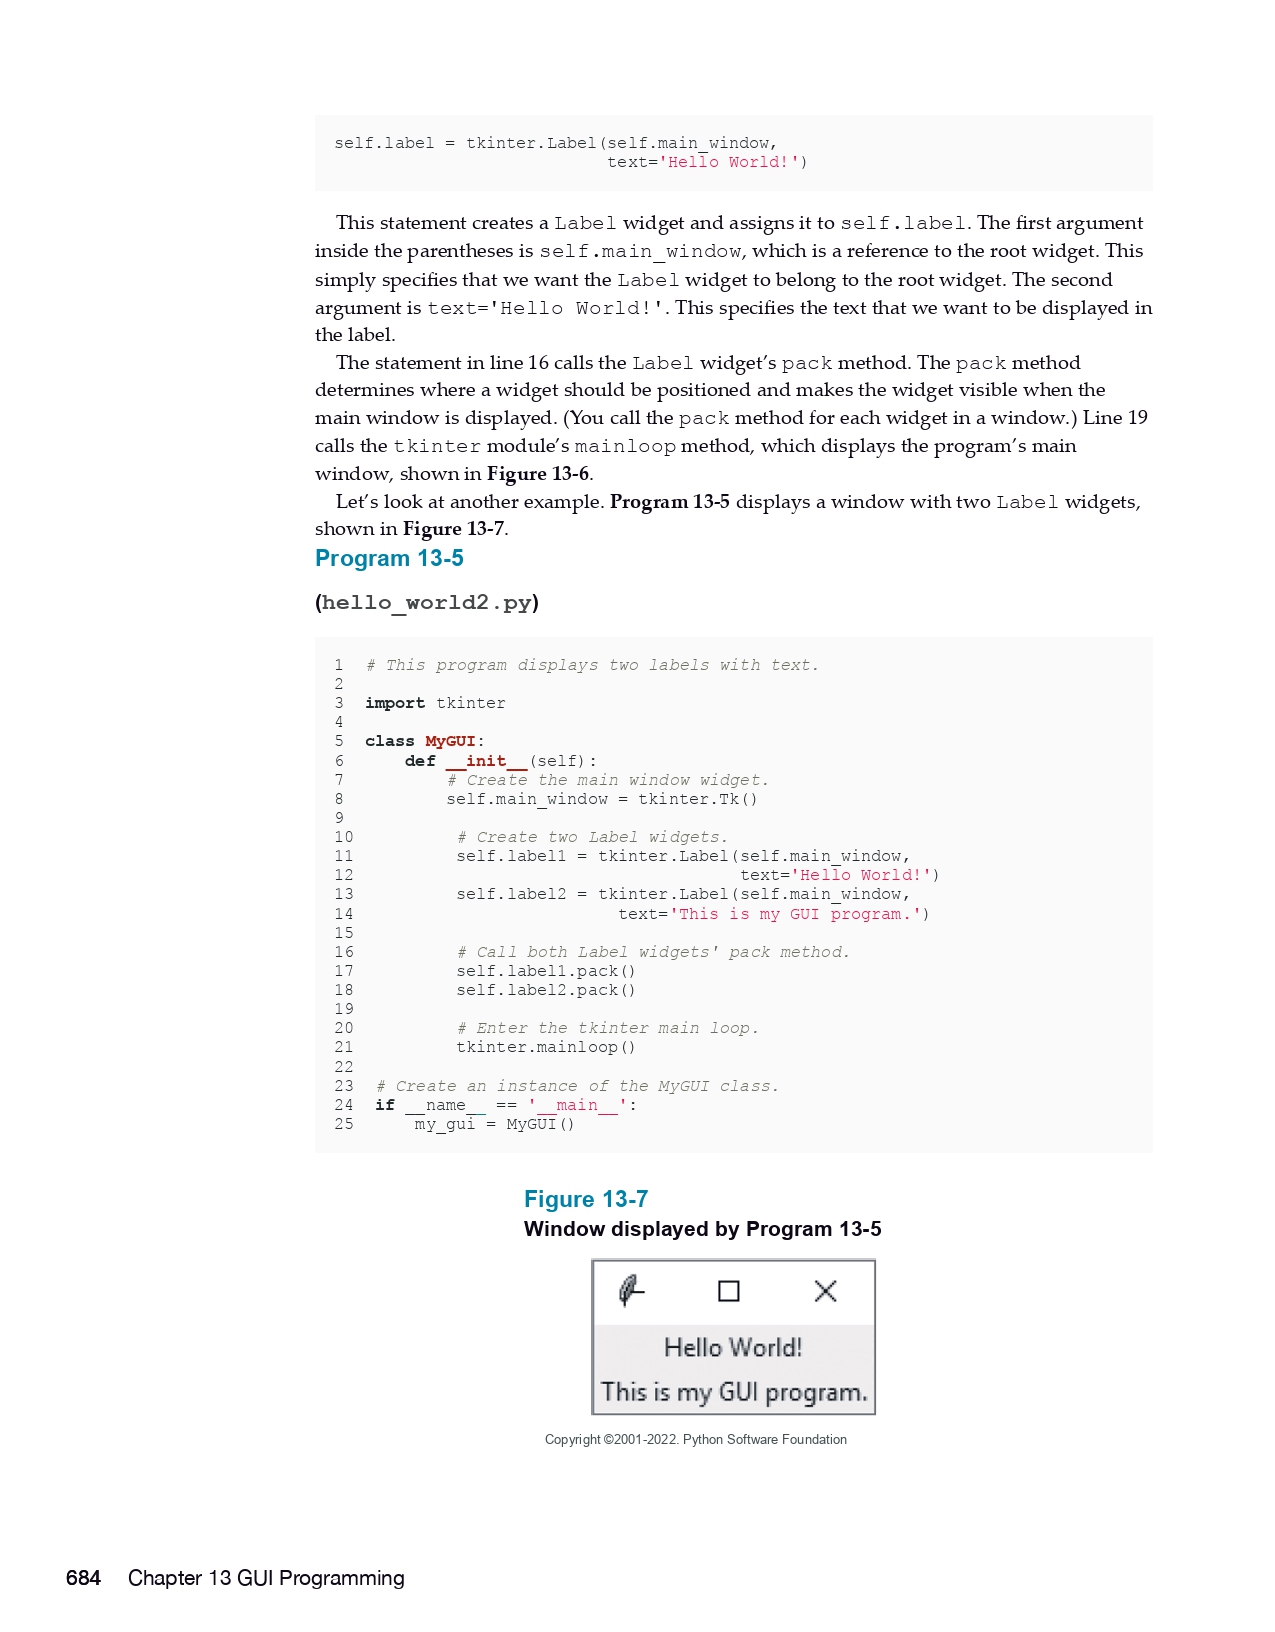 self.label = tkinter.Label(self.main_window,
                           text='Hello World!')
This statement creates a Label widget and assigns it to self.label. The first argument
inside the parentheses is self.main_window, which is a reference to the root widget. This
simply specifies that we want the Label widget to belong to the root widget. The second
argument is text='Hello World!'. This specifies the text that we want to be displayed in
the label.
The statement in line 16 calls the Label widget’s pack method. The pack method
determines where a widget should be positioned and makes the widget visible when the
main window is displayed. (You call the pack method for each widget in a window.) Line 19
calls the tkinter module’s mainloop method, which displays the program’s main
window, shown in Figure 13-6.
Let’s look at another example. Program 13-5 displays a window with two Label widgets,
shown in Figure 13-7.
Program 13-5
(hello_world2.py)
1  # This program displays two labels with text.
2
3  import tkinter
4
5  class MyGUI:
6      def __init__(self):
7          # Create the main window widget.
8          self.main_window = tkinter.Tk()
9
10          # Create two Label widgets.
11          self.label1 = tkinter.Label(self.main_window,
12                                      text='Hello World!')
13          self.label2 = tkinter.Label(self.main_window,
14                          text='This is my GUI program.')
15
16          # Call both Label widgets' pack method.
17          self.label1.pack()
18          self.label2.pack()
19
20          # Enter the tkinter main loop.
21          tkinter.mainloop()
22
23  # Create an instance of the MyGUI class.
24  if __name__ == '__main__':
25      my_gui = MyGUI()
Figure 13-7
Window displayed by Program 13-5
Hello World!
This is my GUI program.
Copyright ©2001-2022. Python Software Foundation
684 Chapter 13 GUI Programming